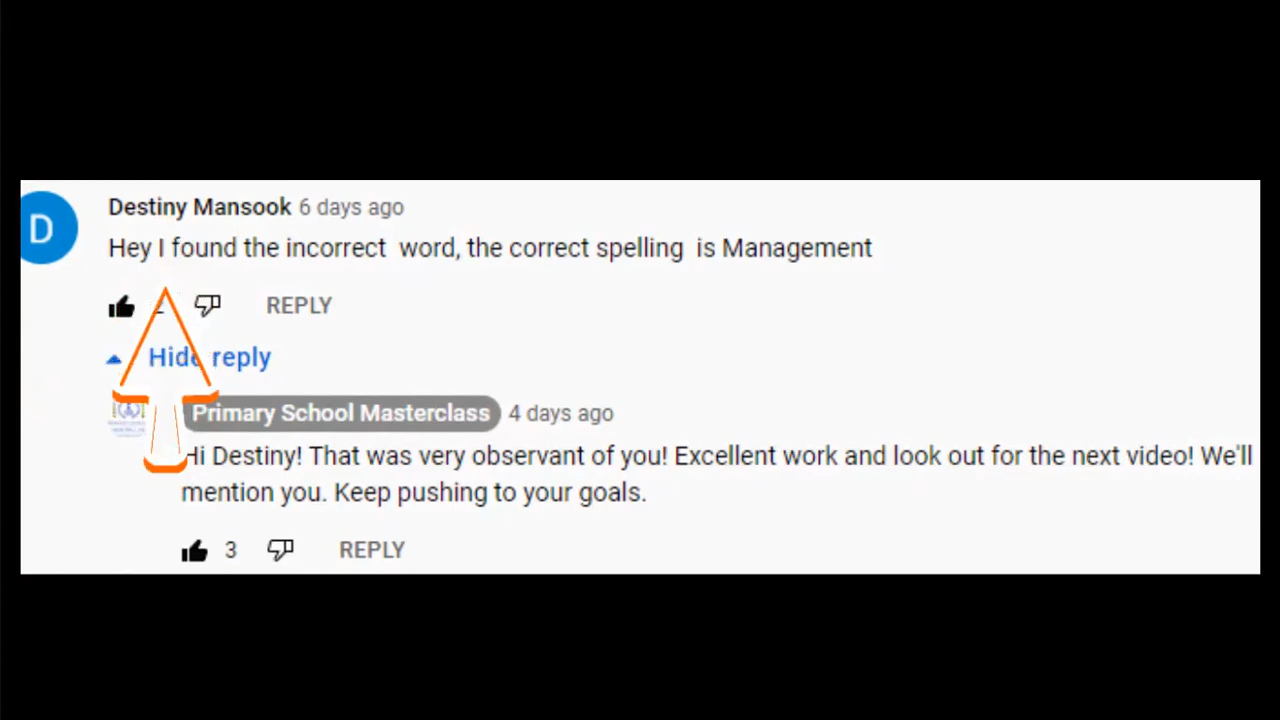 D
Destiny Mansook 6 days ago
Hey I found the incorrect  word, the correct spelling  is Management
REPLY
Hide reply
Primary School Masterclass 4 days ago
Hi Destiny! That was very observant of you! Excellent work and look out for the next video! We'll
mention you. Keep pushing to your goals.
3 REPLY